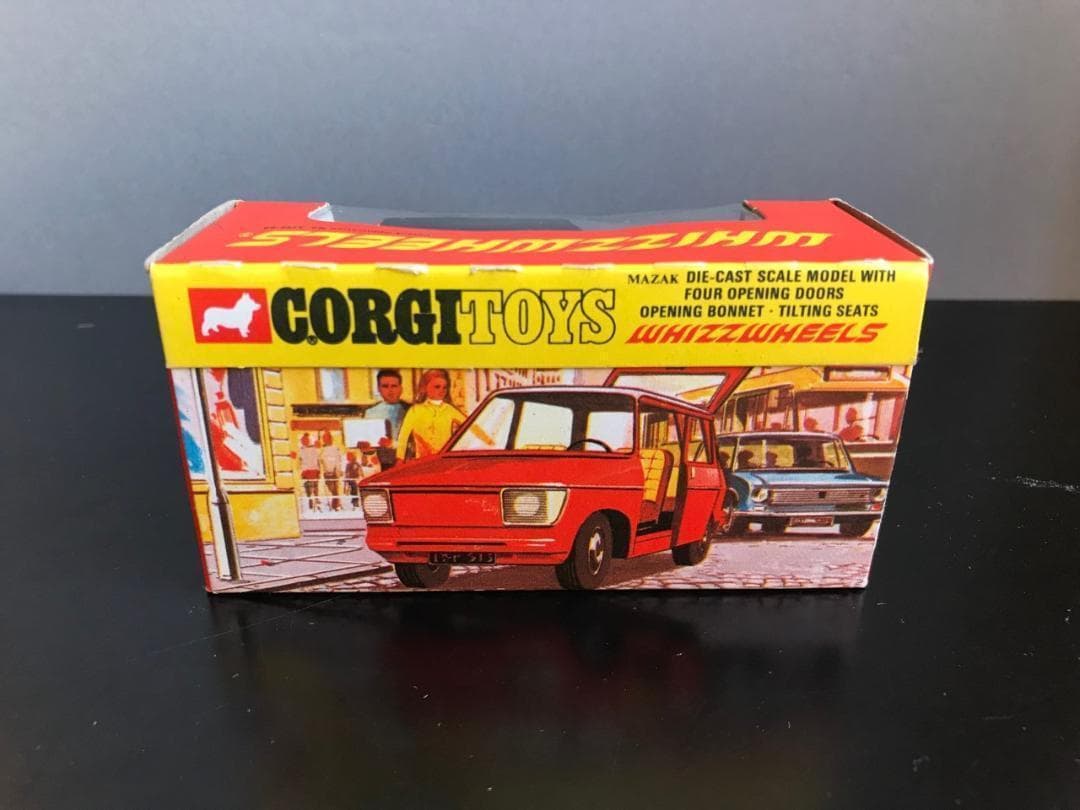 WHIZZWHEELS
CORGI TOYS
MAZAK DIE-CAST SCALE MODEL WITH
FOUR OPENING DOORS
OPENING BONNET · TILTING SEATS
WHIZZWHEELS